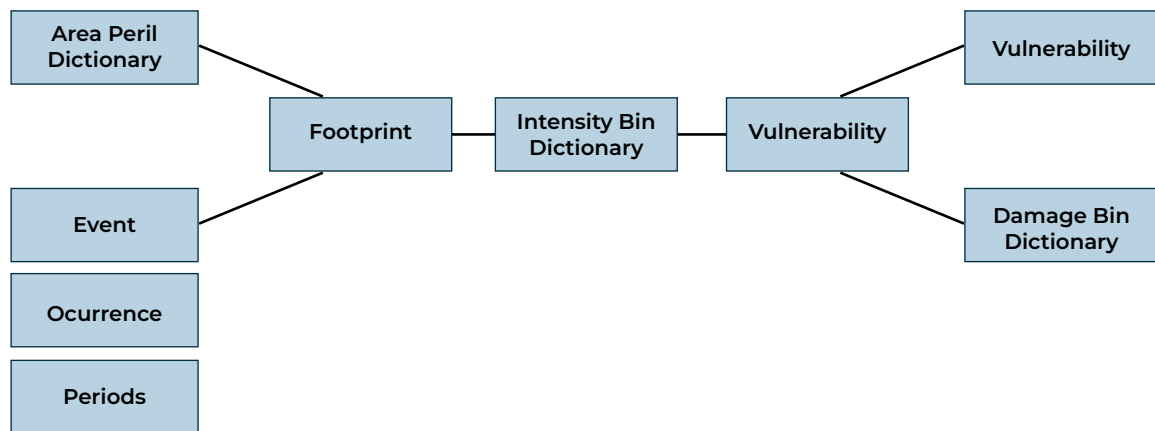 Area Peril
Dictionary
Vulnerability
Footprint
Intensity Bin
Dictionary
Vulnerability
Event
Damage Bin
Dictionary
Ocurrence
Periods